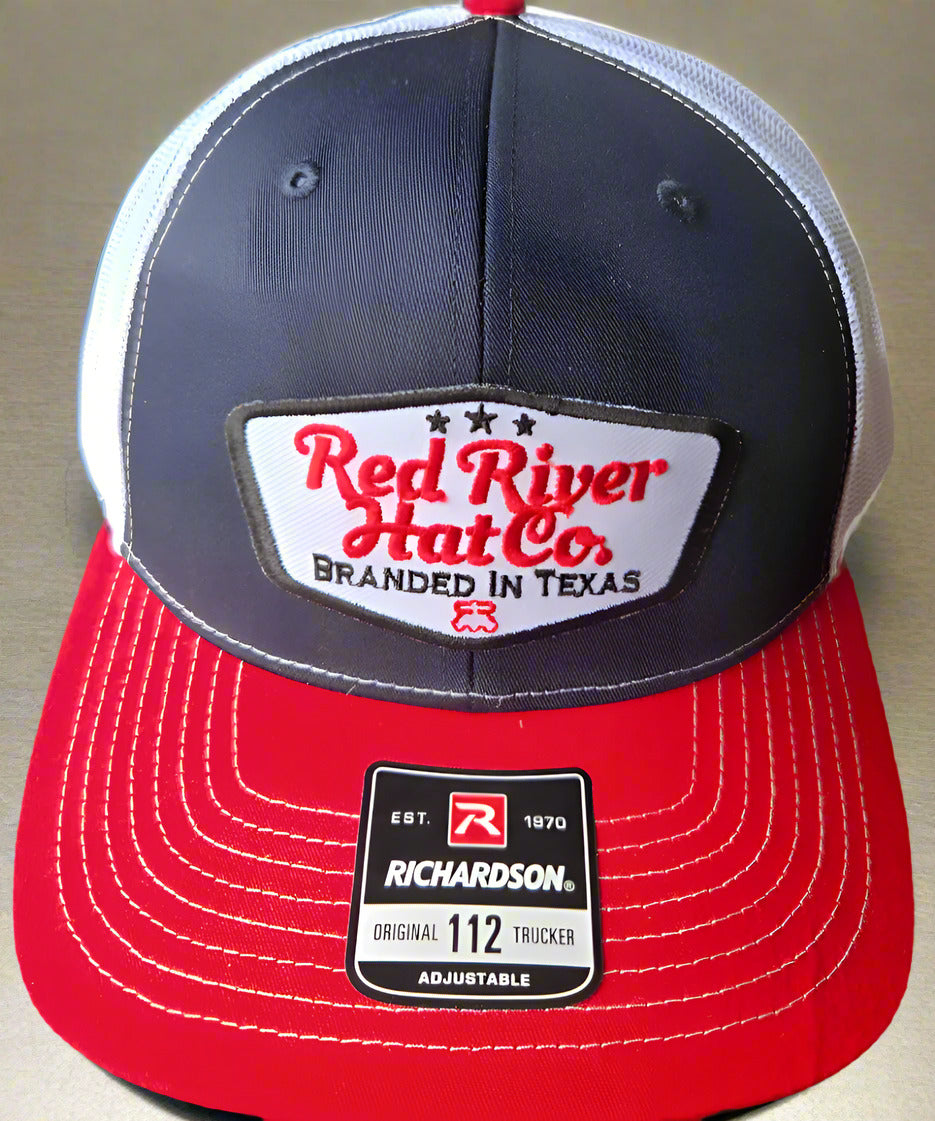 Red River
Hat Co.
BRANDED IN TEXAS
EST. R 1970
RICHARDSON®
ORIGINAL 112 TRUCKER
ADJUSTABLE